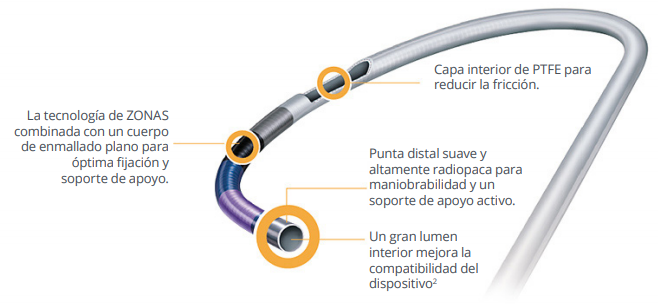 Capa interior de PTFE para
reducir la fricción.
La tecnología de ZONAS
combinada con un cuerpo
de enmallado plano para
óptima fijación y
soporte de apoyo.
Punta distal suave y
altamente radiopaca para
maniobrabilidad y un
soporte de apoyo activo.
Un gran lumen
interior mejora la
compatibilidad del
dispositivo²